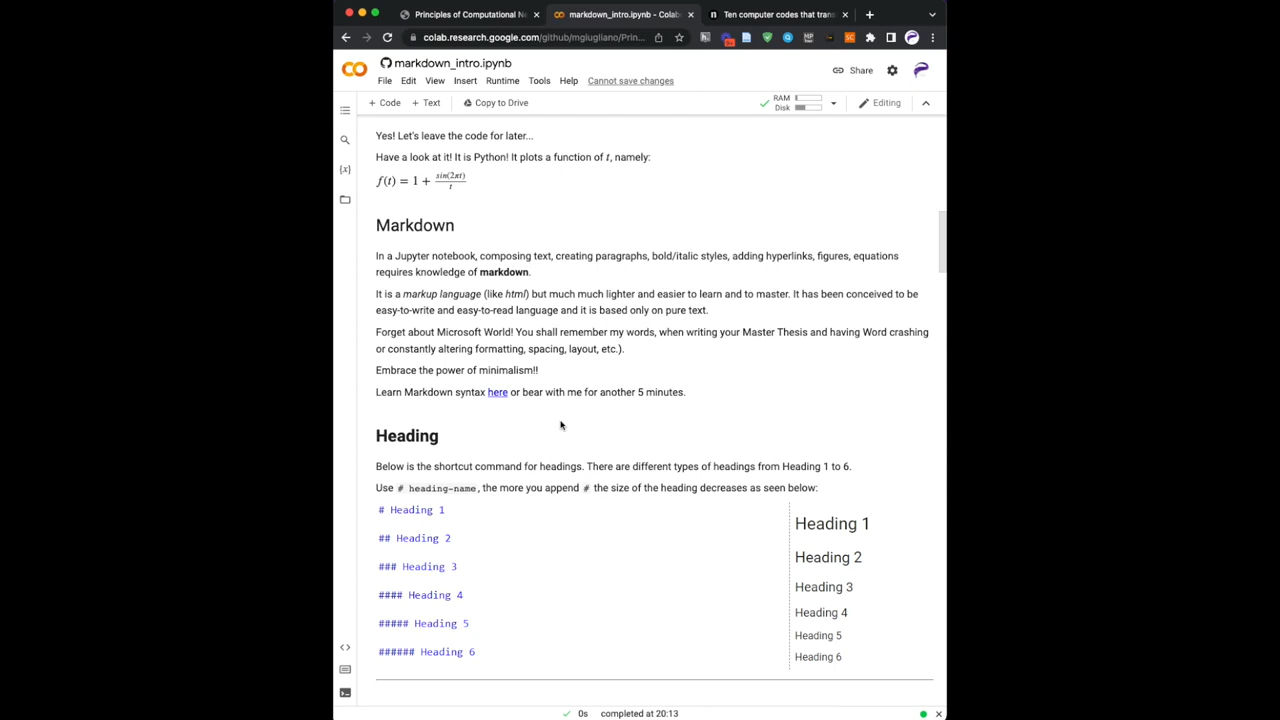 Principles of Computational Ne
markdown_intro.ipynb - Colab
Ten computer codes that trans
colab.research.google.com/github/mgiugliano/Prin...
markdown_intro.ipynb
File Edit View Insert Runtime Tools Help Cannot save changes
Share
+ Code + Text Copy to Drive
RAM
Disk
Editing
Yes! Let's leave the code for later...
Have a look at it! It is Python! It plots a function of t, namely:
f(t) = 1 + sin(2πt)/t
Markdown
In a Jupyter notebook, composing text, creating paragraphs, bold/italic styles, adding hyperlinks, figures, equations
requires knowledge of markdown.
It is a markup language (like html) but much much lighter and easier to learn and to master. It has been conceived to be
easy-to-write and easy-to-read language and it is based only on pure text.
Forget about Microsoft World! You shall remember my words, when writing your Master Thesis and having Word crashing
or constantly altering formatting, spacing, layout, etc.).
Embrace the power of minimalism!!
Learn Markdown syntax here or bear with me for another 5 minutes.
Heading
Below is the shortcut command for headings. There are different types of headings from Heading 1 to 6.
Use # heading-name, the more you append # the size of the heading decreases as seen below:
# Heading 1
## Heading 2
### Heading 3
#### Heading 4
##### Heading 5
###### Heading 6
Heading 1
Heading 2
Heading 3
Heading 4
Heading 5
Heading 6
0s completed at 20:13